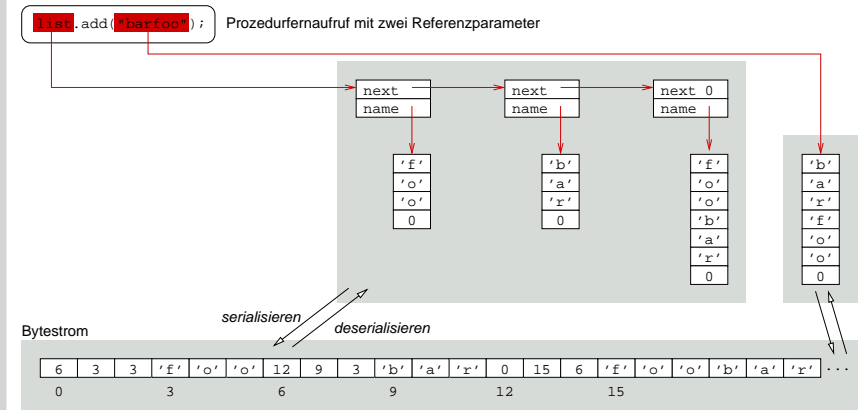 list.add("barfoo"); Prozedurfernaufruf mit zwei Referenzparameter
next next next 0
name name name
'f' 'b' 'f' 'b'
'o' 'a' 'o' 'a'
'o' 'r' 'o' 'r'
0 0 'b' 'f'
'a' 'o'
'r' 'o'
0 0
serialisieren
deserialisieren
Bytestrom
6 3 3 'f' 'o' 'o' 12 9 3 'b' 'a' 'r' 0 15 6 'f' 'o' 'o' 'b' 'a' 'r' ...
0 3 6 9 12 15